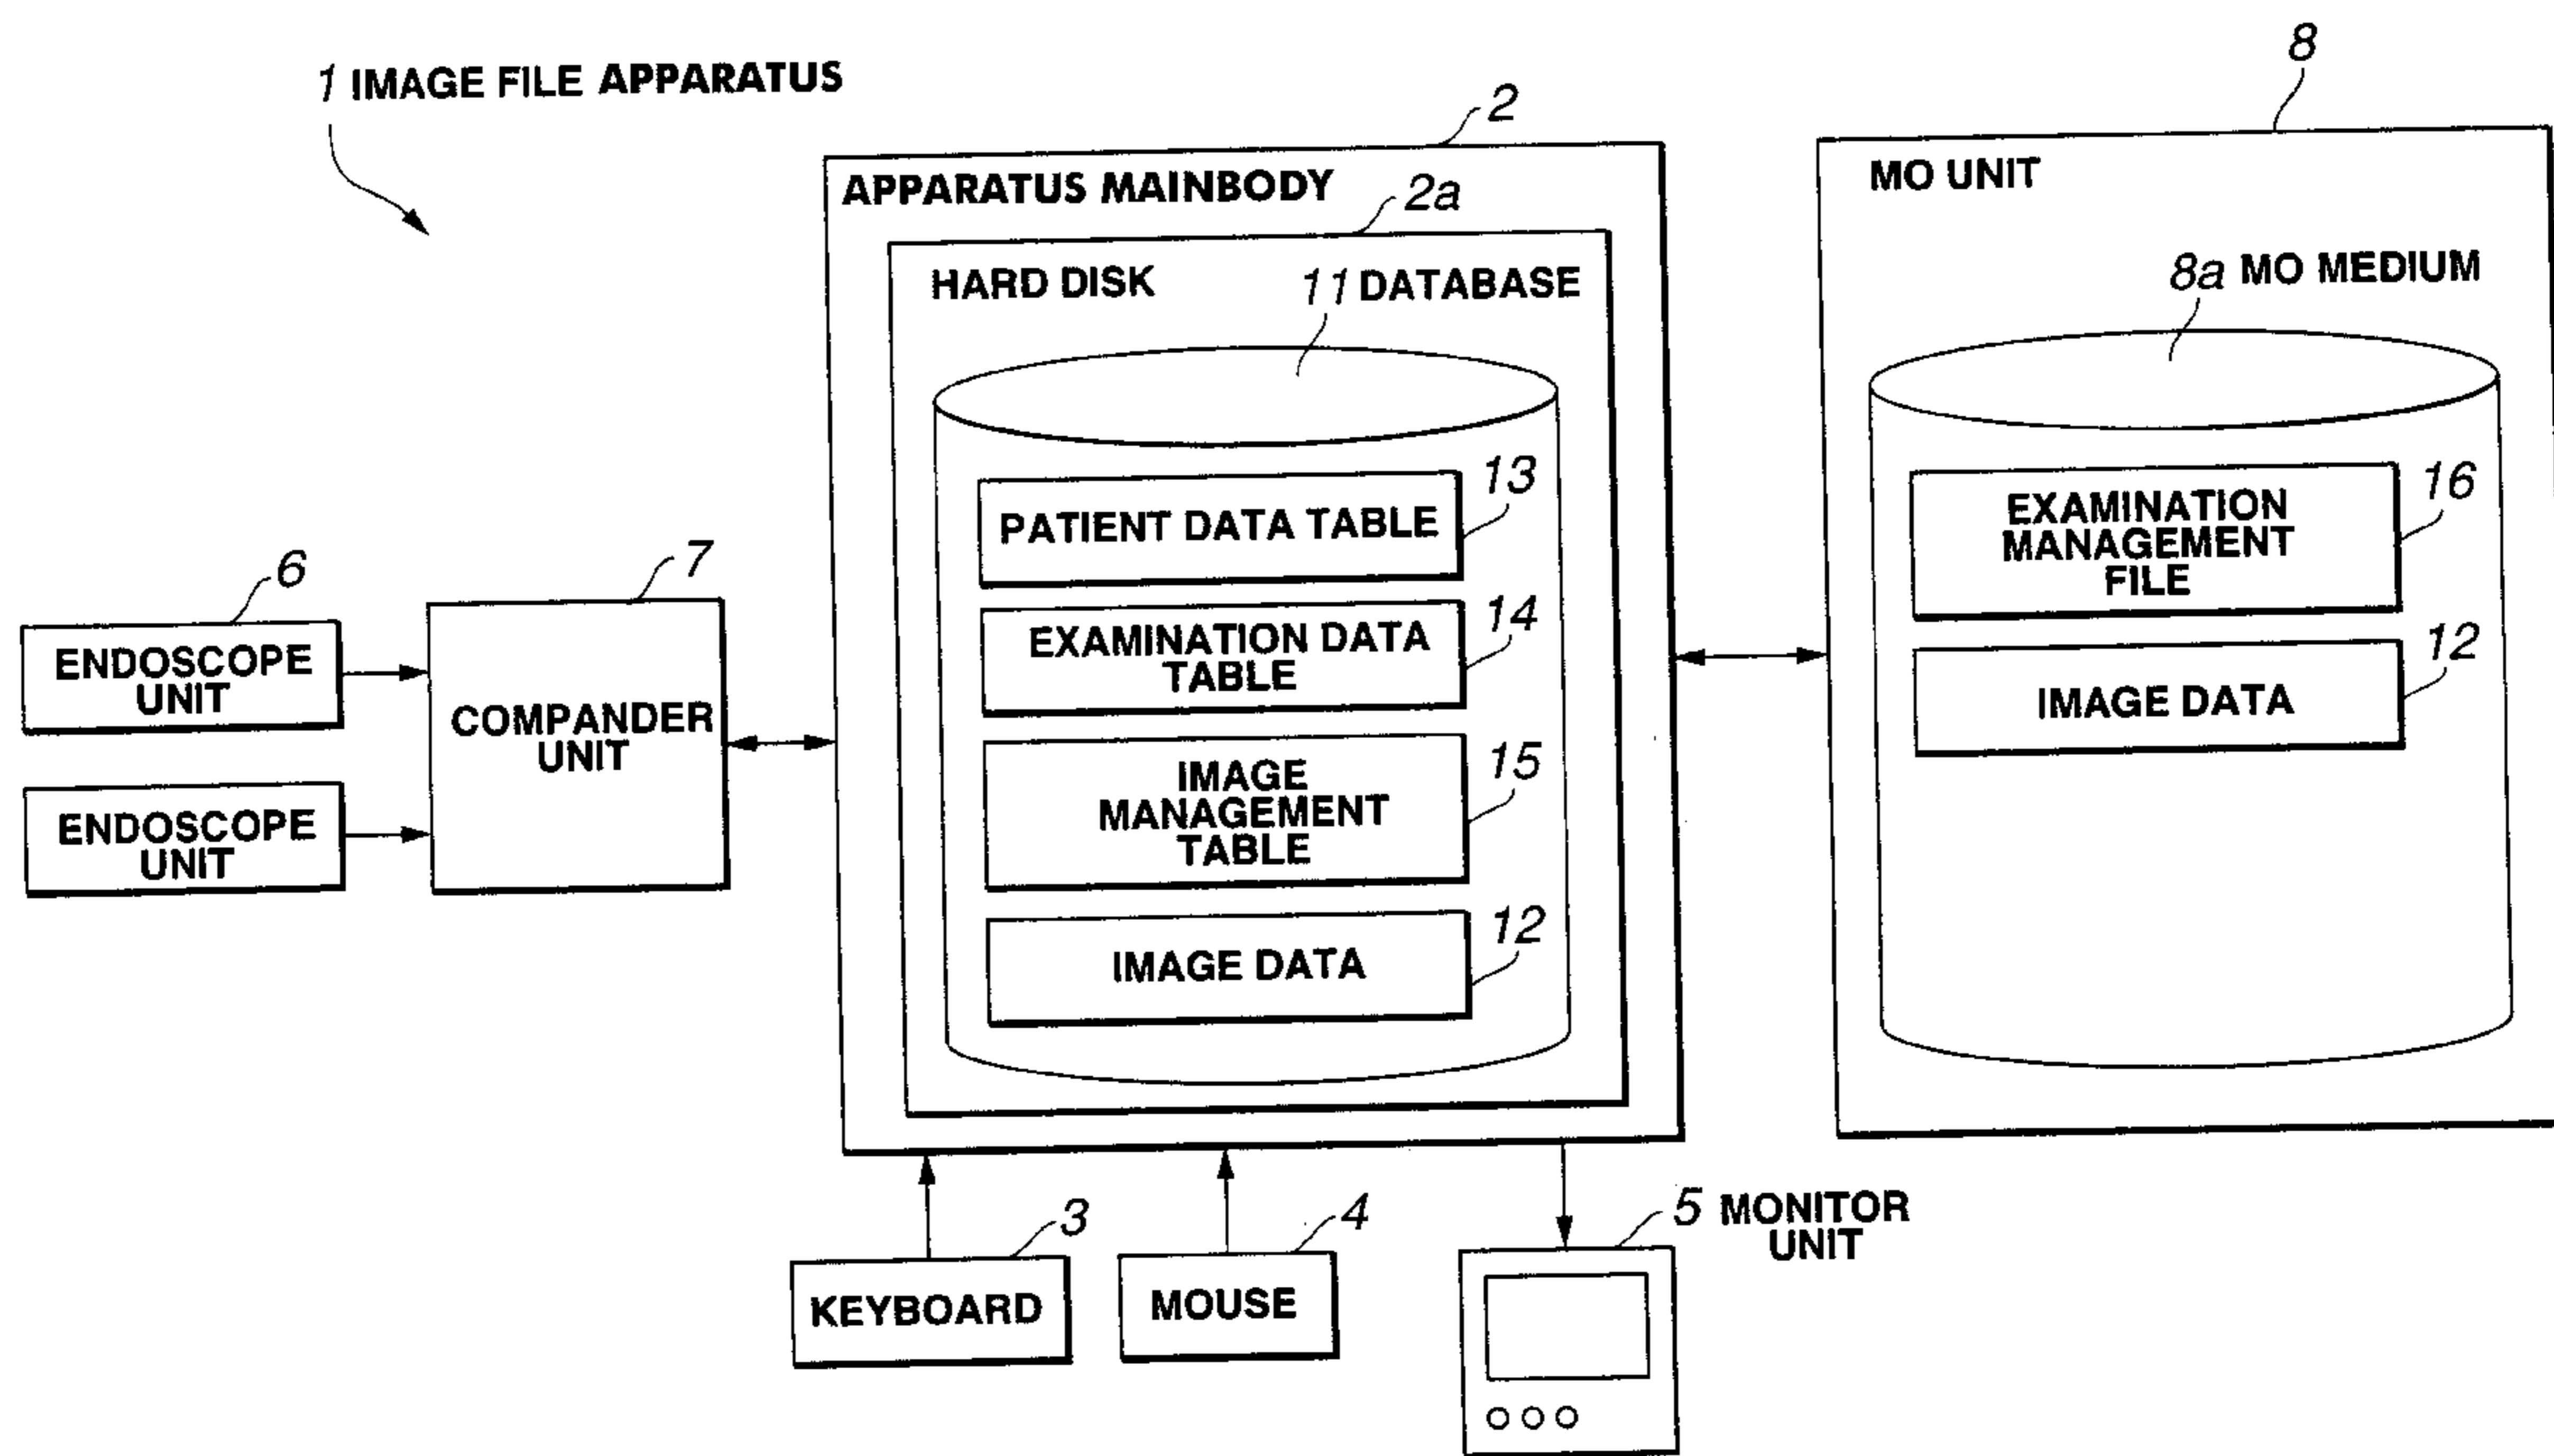 1 IMAGE FILE APPARATUS
2
APPARATUS MAINBODY
2a
HARD DISK
11 DATABASE
PATIENT DATA TABLE
13
EXAMINATION DATA
TABLE
14
IMAGE
MANAGEMENT
TABLE
15
IMAGE DATA
12
8
MO UNIT
8a MO MEDIUM
EXAMINATION
MANAGEMENT
FILE
16
IMAGE DATA
12
6
ENDOSCOPE
UNIT
ENDOSCOPE
UNIT
7
COMPANDER
UNIT
3
KEYBOARD
4
MOUSE
5 MONITOR
UNIT